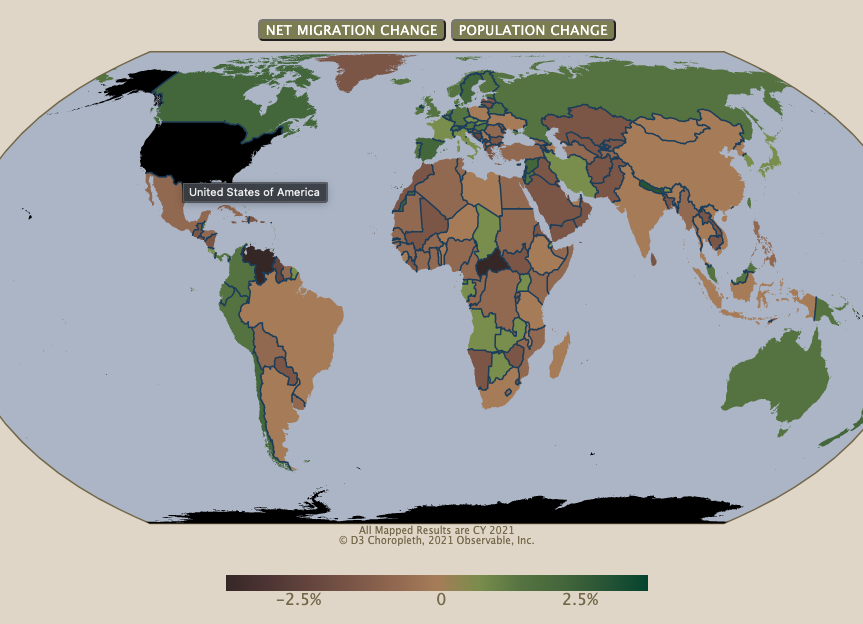 NET MIGRATION CHANGE POPULATION CHANGE
United States of America
All Mapped Results are CY 2021
© D3 Choropleth, 2021 Observable, Inc.
−2.5% 0 2.5%